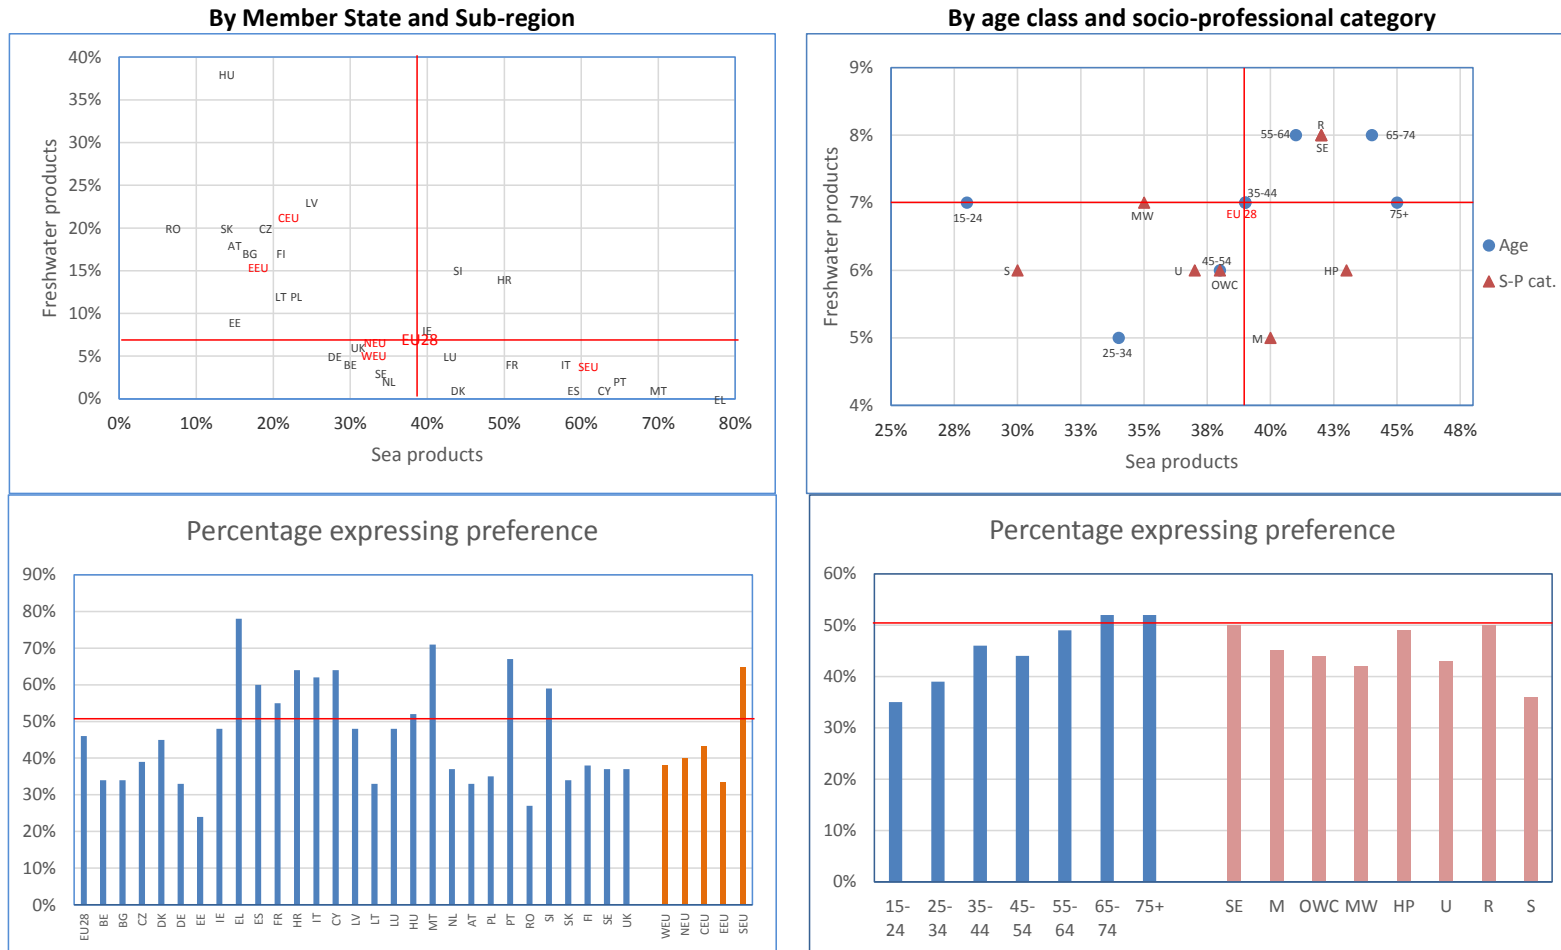 By Member State and Sub-region
By age class and socio-professional category
40%
35%
30%
25%
20%
15%
10%
5%
0%
Freshwater products
HU
LV
CEU
RO
SK
CZ
AT
BG
FI
EEU
SI
HR
LT
PL
EE
IE
EU28
NEU
UK
WEU
DE
BE
LU
FR
IT
SEU
SE
NL
PT
DK
ES
CY
MT
EL
0%
10%
20%
30%
40%
50%
60%
70%
80%
Sea products
9%
8%
7%
6%
5%
4%
Freshwater products
R
55-64
65-74
SE
35-44
15-24
MW
EU 28
75+
45-54
S
U
HP
OWC
M
25-34
Age
S-P cat.
25%
28%
30%
33%
35%
38%
40%
43%
45%
48%
Sea products
Percentage expressing preference
90%
80%
70%
60%
50%
40%
30%
20%
10%
0%
EU28
BE
BG
CZ
DK
DE
EE
IE
EL
ES
FR
HR
IT
CY
LV
LT
LU
HU
MT
NL
AT
PL
PT
RO
SI
SK
FI
SE
UK
WEU
NEU
CEU
EEU
SEU
Percentage expressing preference
60%
50%
40%
30%
20%
10%
0%
15-
24
25-
34
35-
44
45-
54
55-
64
65-
74
75+
SE
M
OWC
MW
HP
U
R
S